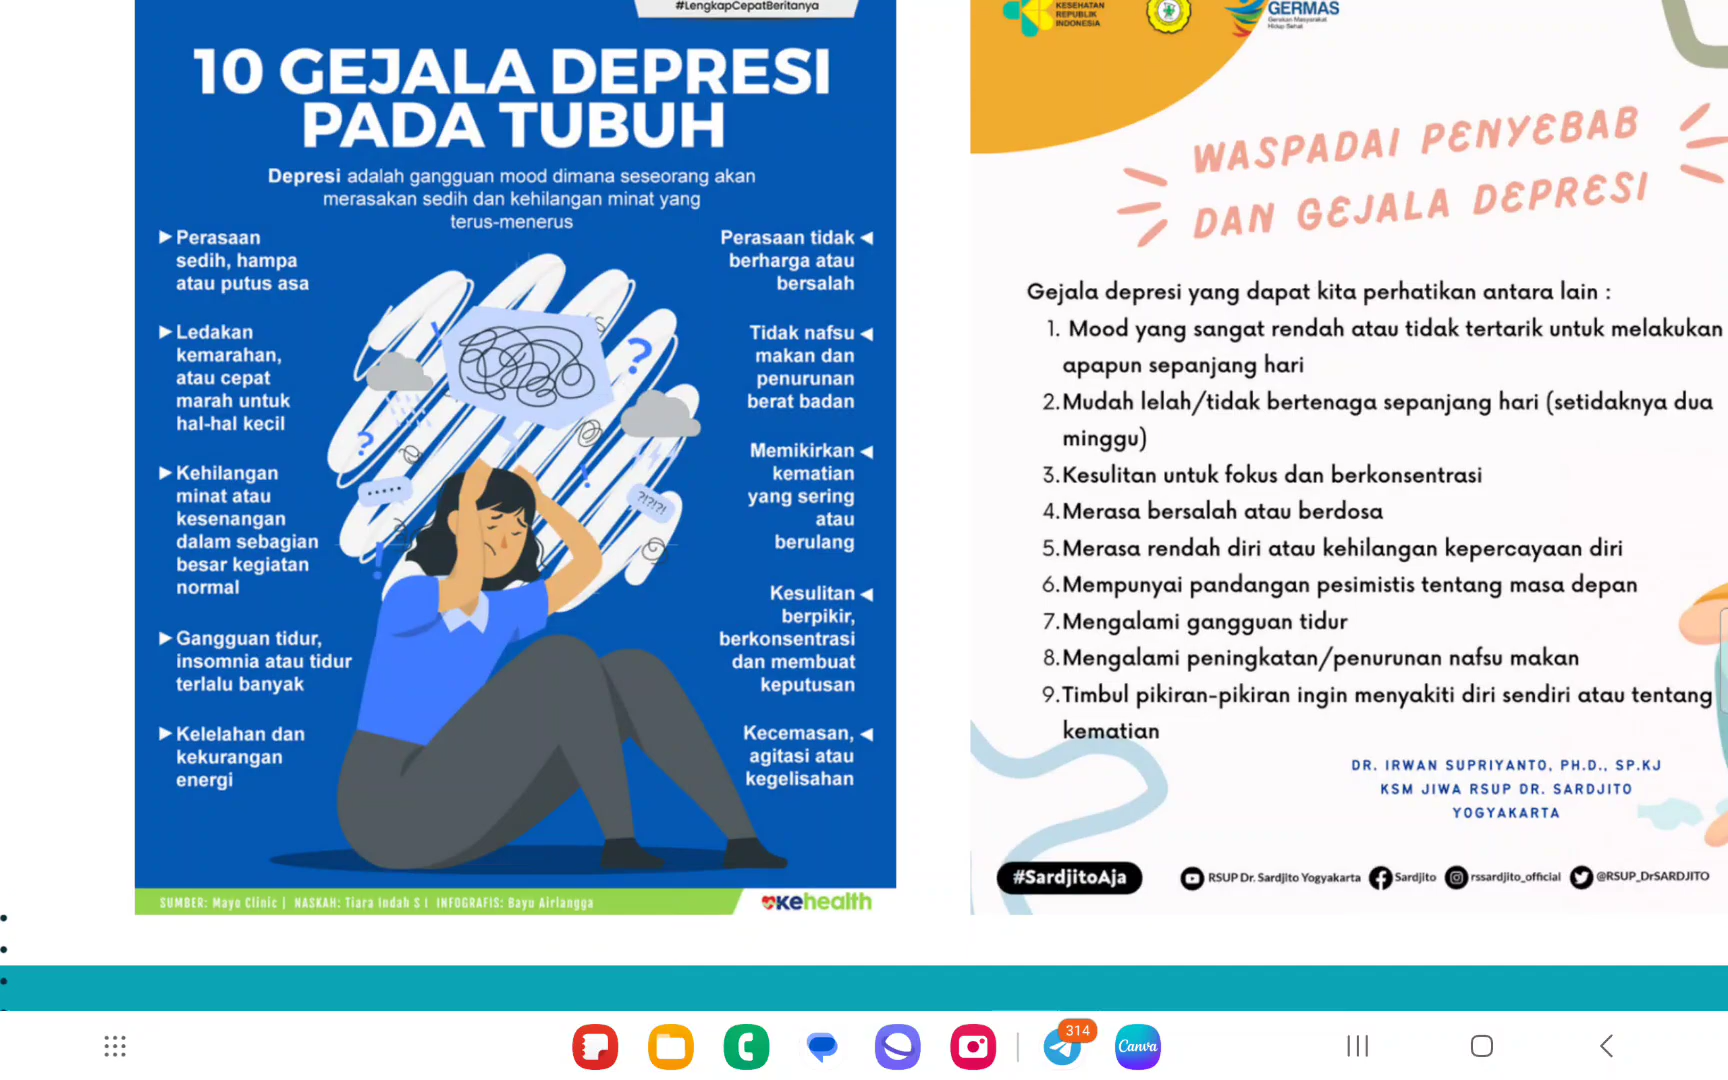 #LengkapCepatBeritanya
10 GEJALA DEPRESI
PADA TUBUH
Depresi adalah gangguan mood dimana seseorang akan
merasakan sedih dan kehilangan minat yang
terus-menerus
Perasaan
sedih, hampa
atau putus asa
Ledakan
kemarahan,
atau cepat
marah untuk
hal-hal kecil
Kehilangan
minat atau
kesenangan
dalam sebagian
besar kegiatan
normal
Gangguan tidur,
insomnia atau tidur
terlalu banyak
Kelelahan dan
kekurangan
energi
Perasaan tidak
berharga atau
bersalah
Tidak nafsu
makan dan
penurunan
berat badan
Memikirkan
kematian
yang sering
atau
berulang
Kesulitan
berpikir,
berkonsentrasi
dan membuat
keputusan
Kecemasan,
agitasi atau
kegelisahan
?
?
!
!
?!?!?!
SUMBER: Mayo Clinic | NASKAH: Tiara Indah S I INFOGRAFIS: Bayu Airlangga
okehealth
KESEHATAN
REPUBLIK
INDONESIA
GERMAS
Gerakan Masyarakat
Hidup Sehat
WASPADAI PENYEBAB
DAN GEJALA DEPRESI
Gejala depresi yang dapat kita perhatikan antara lain :
1. Mood yang sangat rendah atau tidak tertarik untuk melakukan
apapun sepanjang hari
2.Mudah lelah/tidak bertenaga sepanjang hari (setidaknya dua
minggu)
3.Kesulitan untuk fokus dan berkonsentrasi
4.Merasa bersalah atau berdosa
5.Merasa rendah diri atau kehilangan kepercayaan diri
6.Mempunyai pandangan pesimistis tentang masa depan
7.Mengalami gangguan tidur
8.Mengalami peningkatan/penurunan nafsu makan
9.Timbul pikiran-pikiran ingin menyakiti diri sendiri atau tentang
kematian
DR. IRWAN SUPRIYANTO, PH.D., SP.KJ
KSM JIWA RSUP DR. SARDJITO
YOGYAKARTA
#SardjitoAja
RSUP Dr. Sardjito Yogyakarta
Sardjito
rssardjito_official
@RSUP_DrSARDJITO
314
Canva